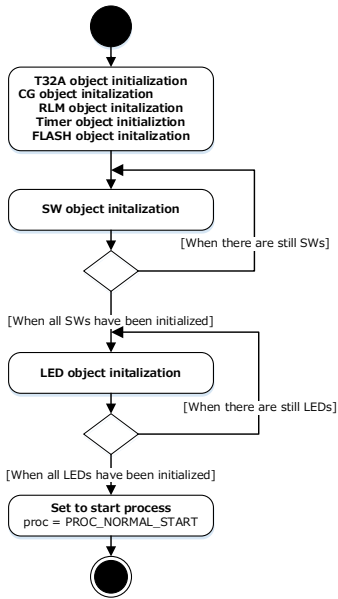 T32A object initialization
CG object initalization
RLM object initalization
Timer object initializtion
FLASH object initalization
SW object initalization
[When there are still SWs]
[When all SWs have been initialized]
LED object initalization
[When there are still LEDs]
[When all LEDs have been initialized]
Set to start process
proc = PROC_NORMAL_START